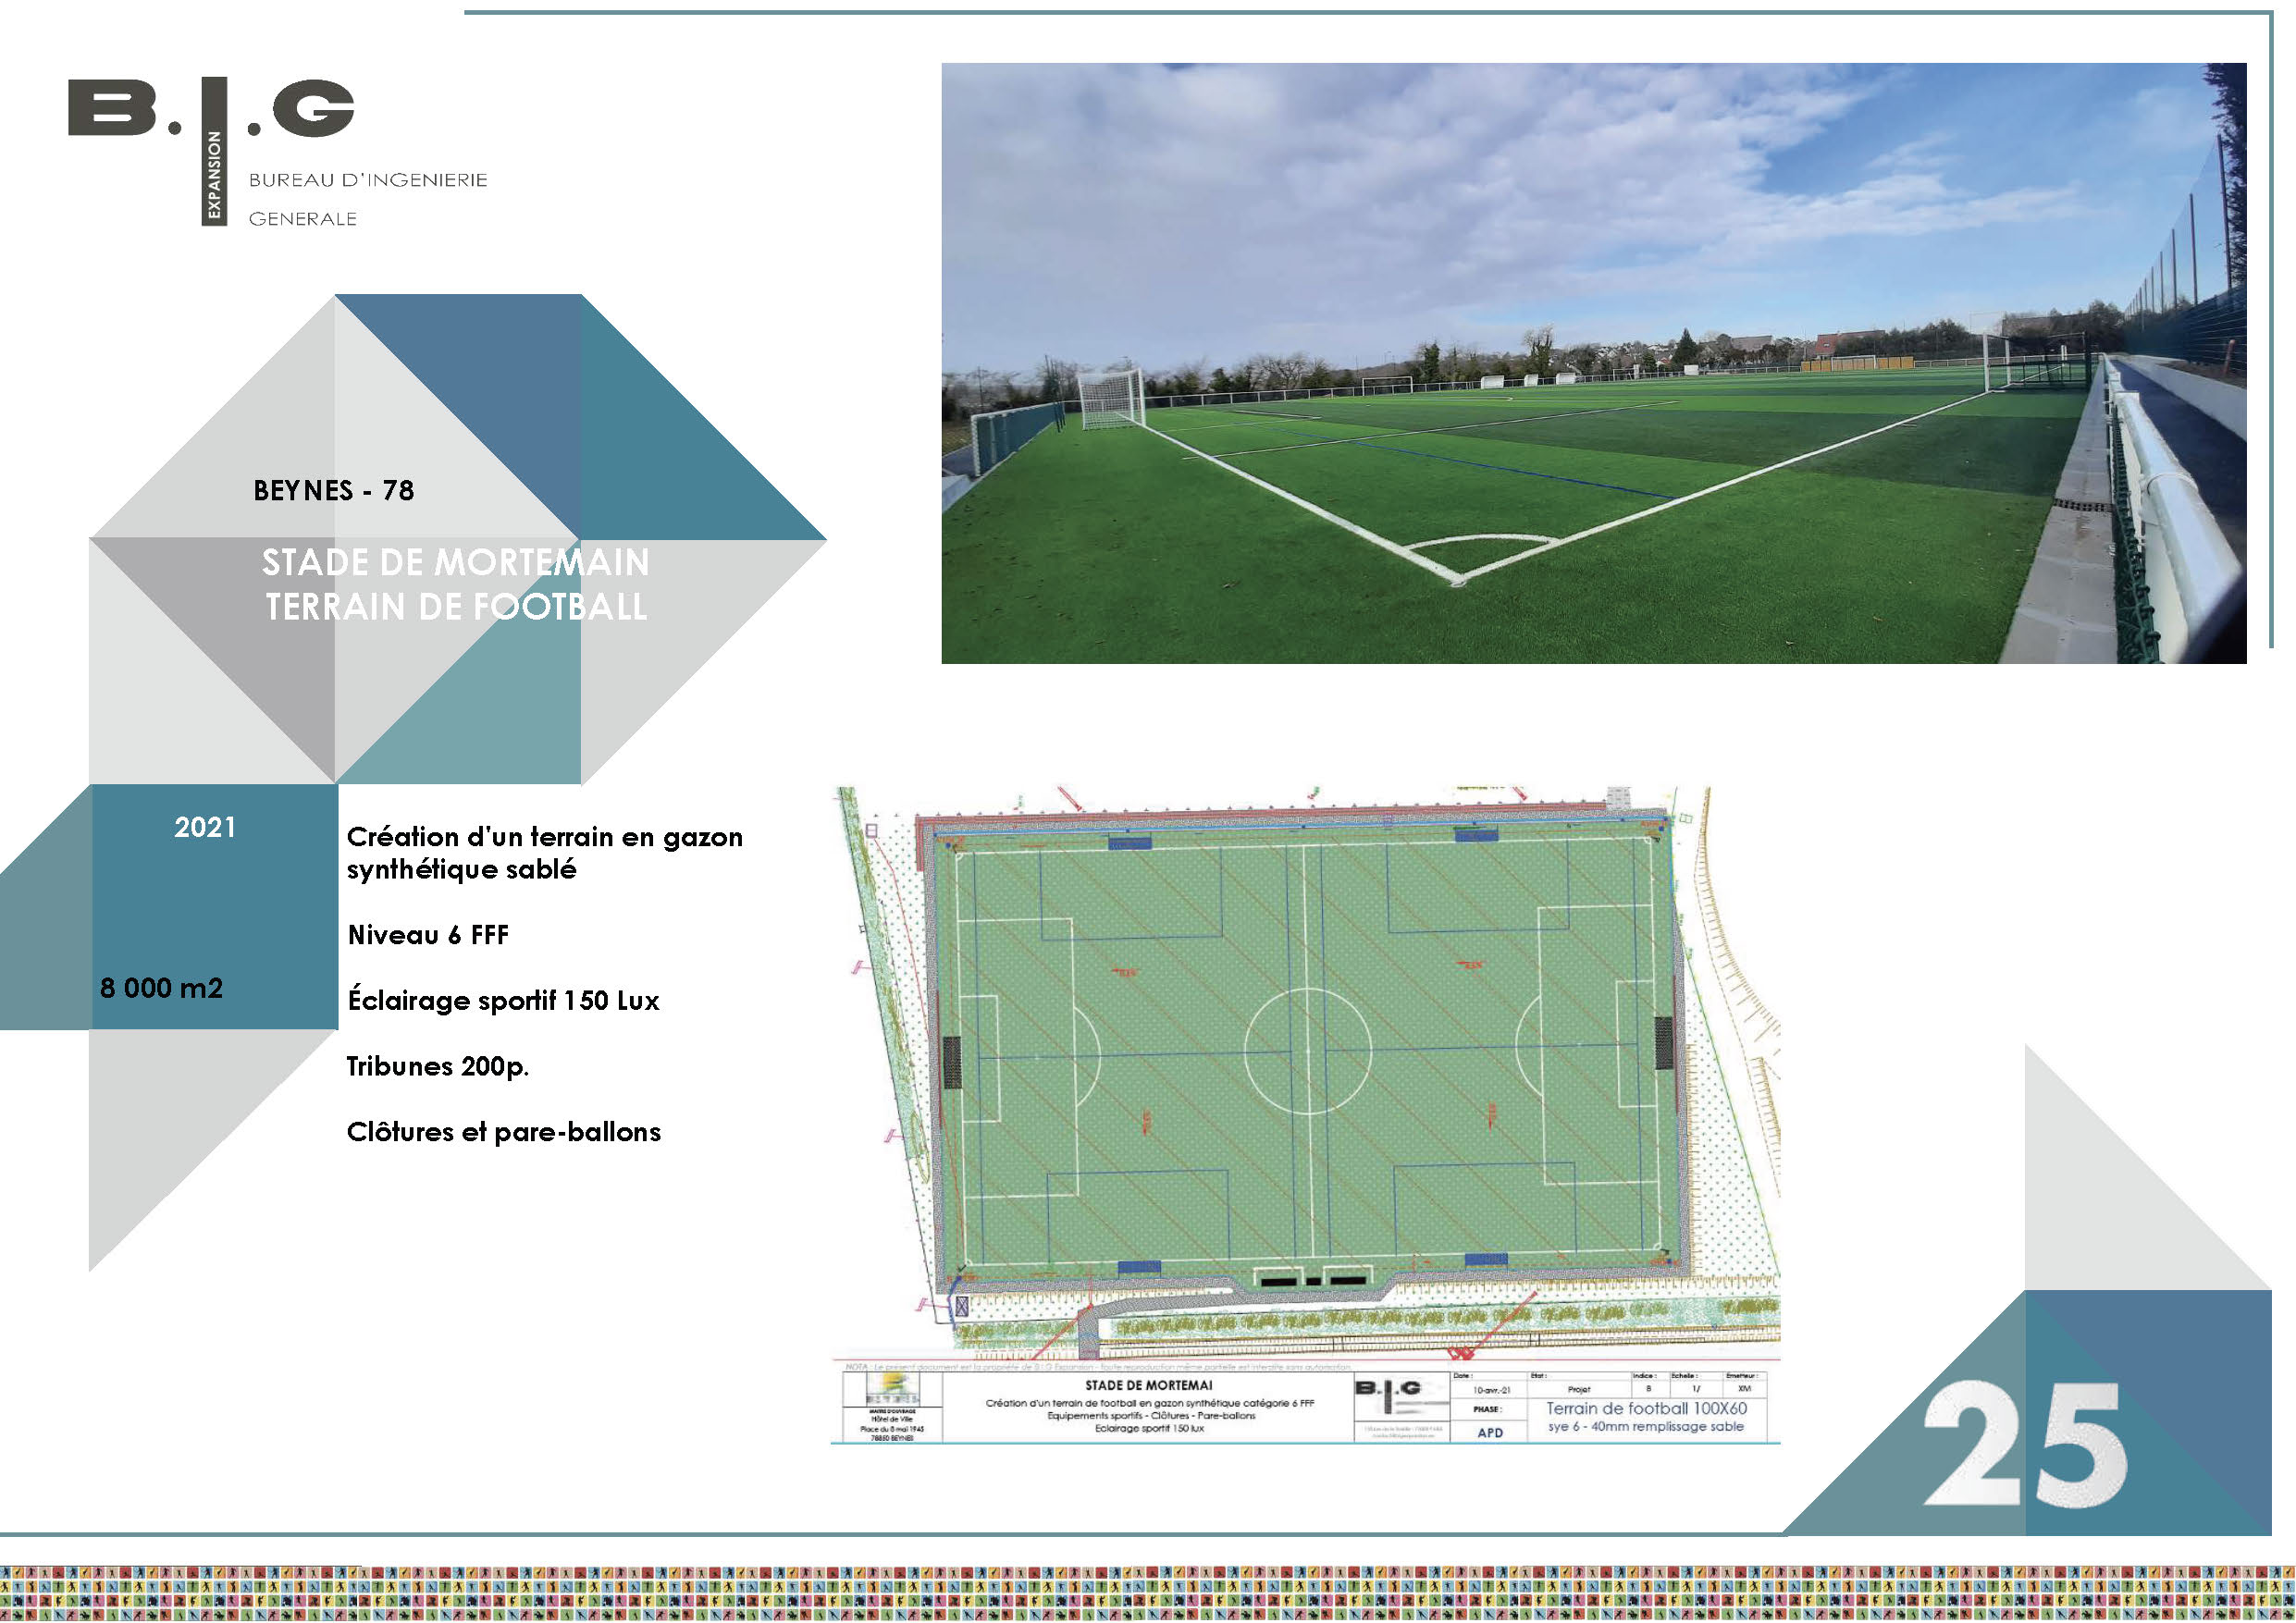 B.I.G
EXPANSION
BUREAU D'INGENIERIE
GENERALE
BEYNES - 78
STADE DE MORTEMAIN
TERRAIN DE FOOTBALL
2021
8 000 m2
Création d'un terrain en gazon
synthétique sablé
Niveau 6 FFF
Éclairage sportif 150 Lux
Tribunes 200p.
Clôtures et pare-ballons
NOTA : Le présent document est la propriété de B.I.G Expansion - Toute reproduction même partielle est interdite sans autorisation.
MAITRE D'OUVRAGE
Hôtel de Ville
Place du 8 mai 1945
78650 BEYNES
STADE DE MORTEMAI
Création d'un terrain de football en gazon synthétique catégorie 6 FFF
Equipements sportifs - Clôtures - Pare-ballons
Eclairage sportif 150 lux
B.I.G
Date :
10-avr.-21
Etat :
Projet
Indice :
B
Echelle :
1/
Emetteur :
XM
PHASE :
APD
Terrain de football 100X60
sye 6 - 40mm remplissage sable
25